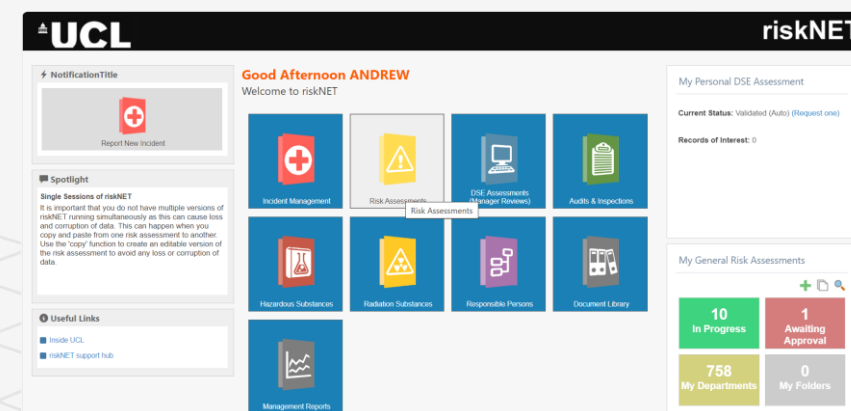 UCL
riskNET
NotificationTitle
Report New Incident
Spotlight
Single Sessions of riskNET
It is important that you do not have multiple versions of
riskNET running simultaneously as this can cause loss
and corruption of data. This can happen when you
copy and paste from one risk assessment to another.
Use the 'copy' function to create an editable version of
the risk assessment to avoid any loss or corruption of
data.
Useful Links
Inside UCL
riskNET support hub
Good Afternoon ANDREW
Welcome to riskNET
Incident Management
Risk Assessments
DSE Assessments
(Manager Reviews)
Audits & Inspections
Risk Assessments
Hazardous Substances
Radiation Substances
Responsible Persons
Document Library
Management Reports
My Personal DSE Assessment
Current Status: Validated (Auto) (Request one)
Records of Interest: 0
My General Risk Assessments
10
In Progress
1
Awaiting
Approval
758
My Departments
0
My Folders